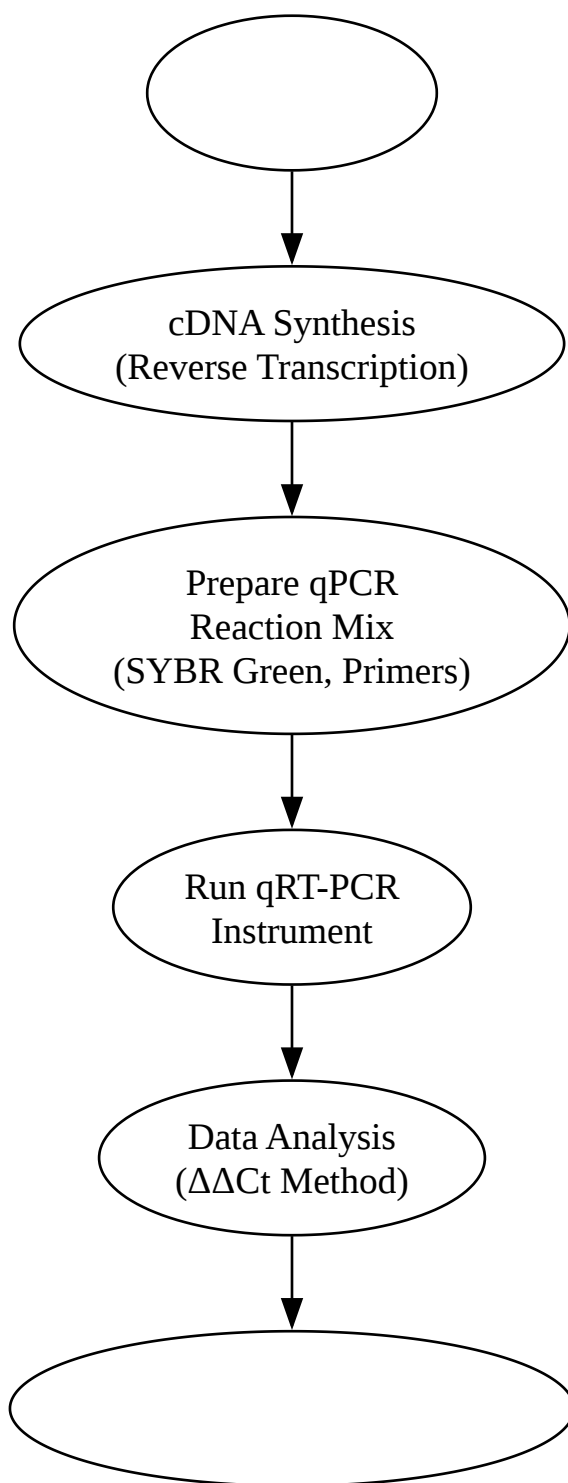 cDNA Synthesis
(Reverse Transcription)
Prepare qPCR
Reaction Mix
(SYBR Green, Primers)
Run qRT-PCR
Instrument
Data Analysis
(ΔΔCt Method)